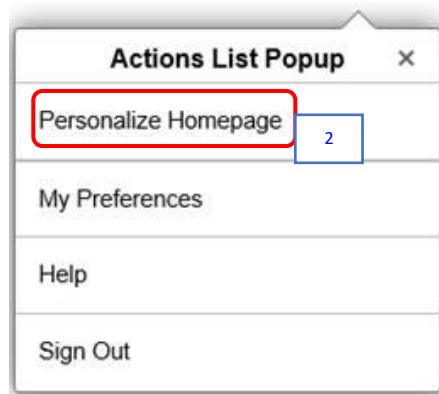 Actions List Popup ×
Personalize Homepage
2
My Preferences
Help
Sign Out